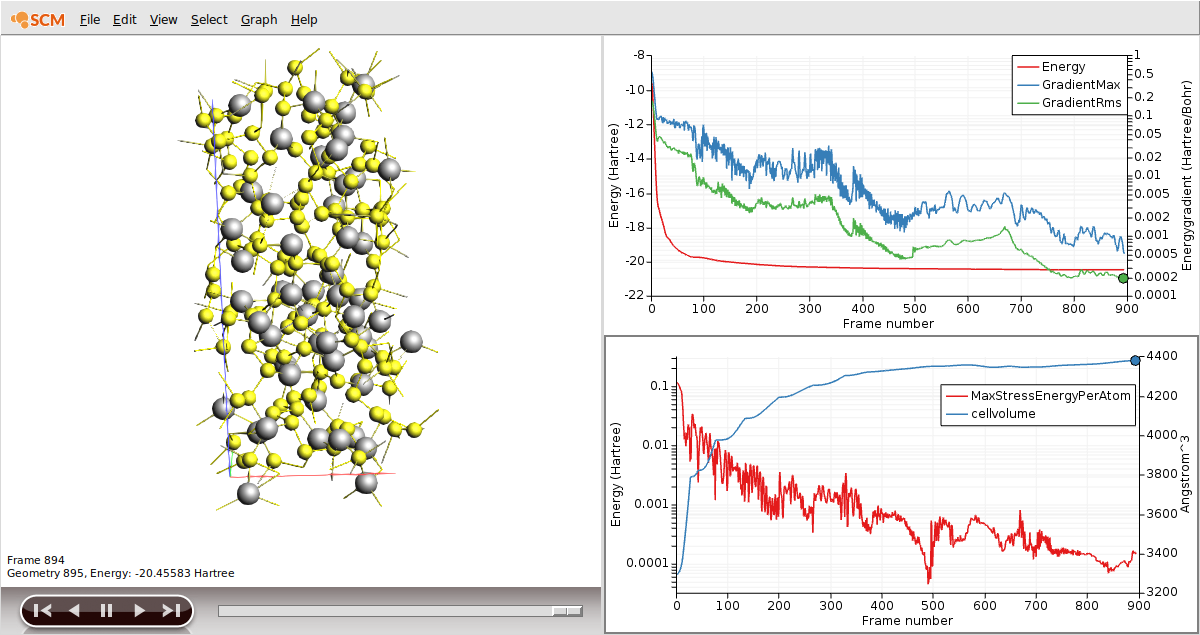 SCM File Edit View Select Graph Help
Frame 894
Geometry 895, Energy: -20.45583 Hartree
-8
-10
-12
-14
-16
-18
-20
-22
Energy (Hartree)
0 100 200 300 400 500 600 700 800 900
Frame number
1
0.5
0.2
0.1
0.05
0.02
0.01
0.005
0.002
0.001
0.0005
0.0002
0.0001
Energygradient (Hartree/Bohr)
Energy
GradientMax
GradientRms
0.1
0.01
0.001
0.0001
Energy (Hartree)
0 100 200 300 400 500 600 700 800 900
Frame number
4400
4200
4000
3800
3600
3400
3200
Angstrom^3
MaxStressEnergyPerAtom
cellvolume